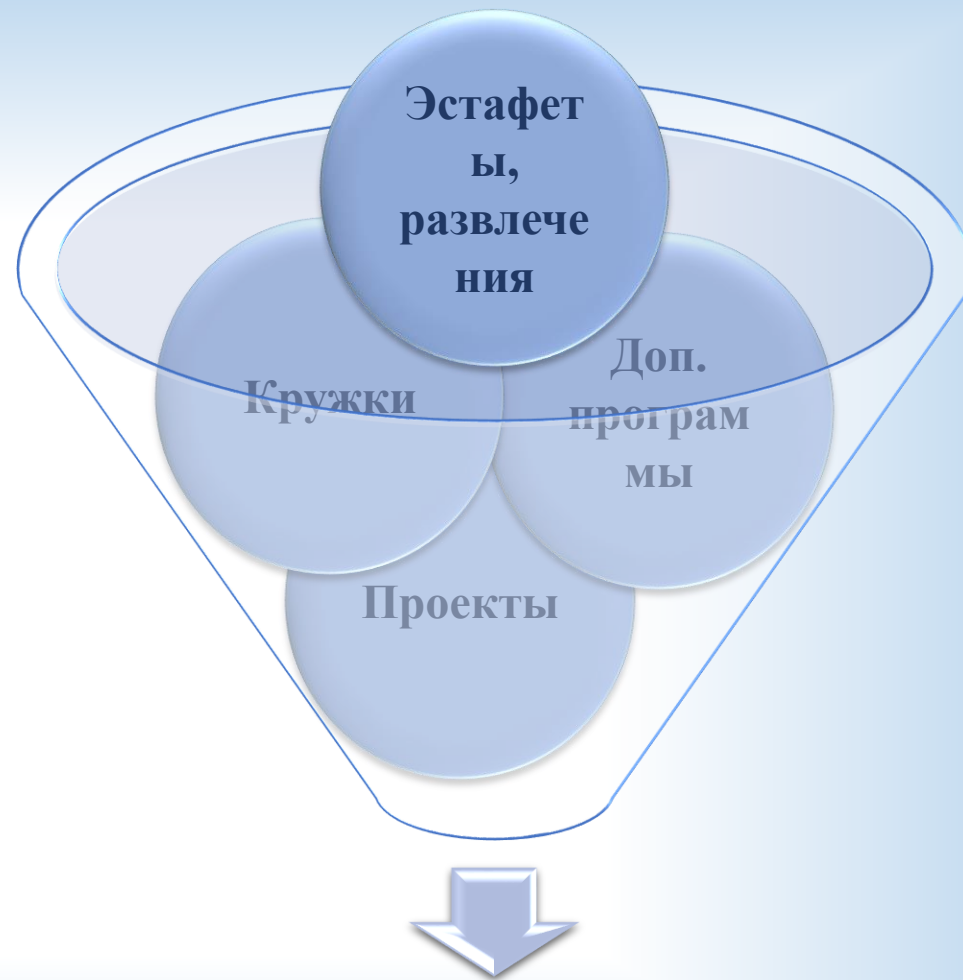 Эстафет
ы,
развлече
ния
Кружки
Доп.
програм
мы
Проекты